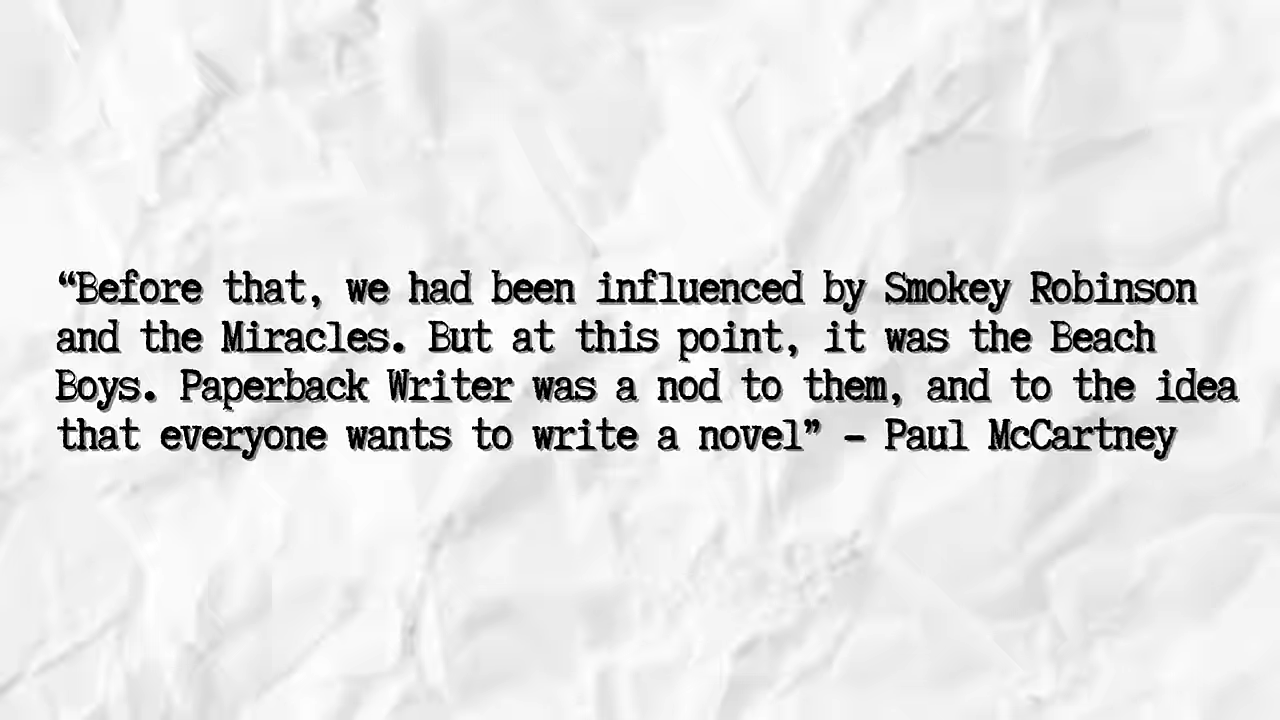 “Before that, we had been influenced by Smokey Robinson
and the Miracles. But at this point, it was the Beach
Boys. Paperback Writer was a nod to them, and to the idea
that everyone wants to write a novel” – Paul McCartney